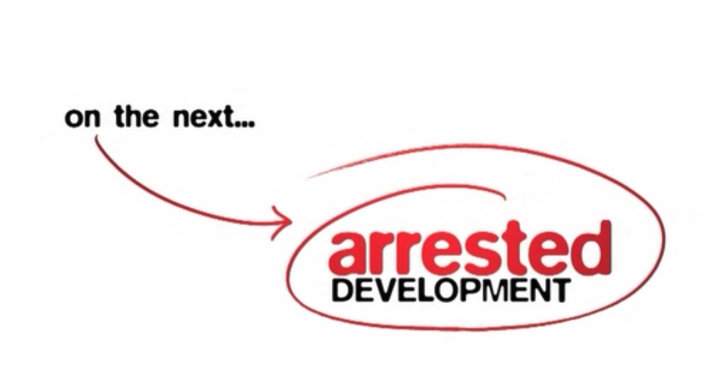 on the next...
arrested
DEVELOPMENT